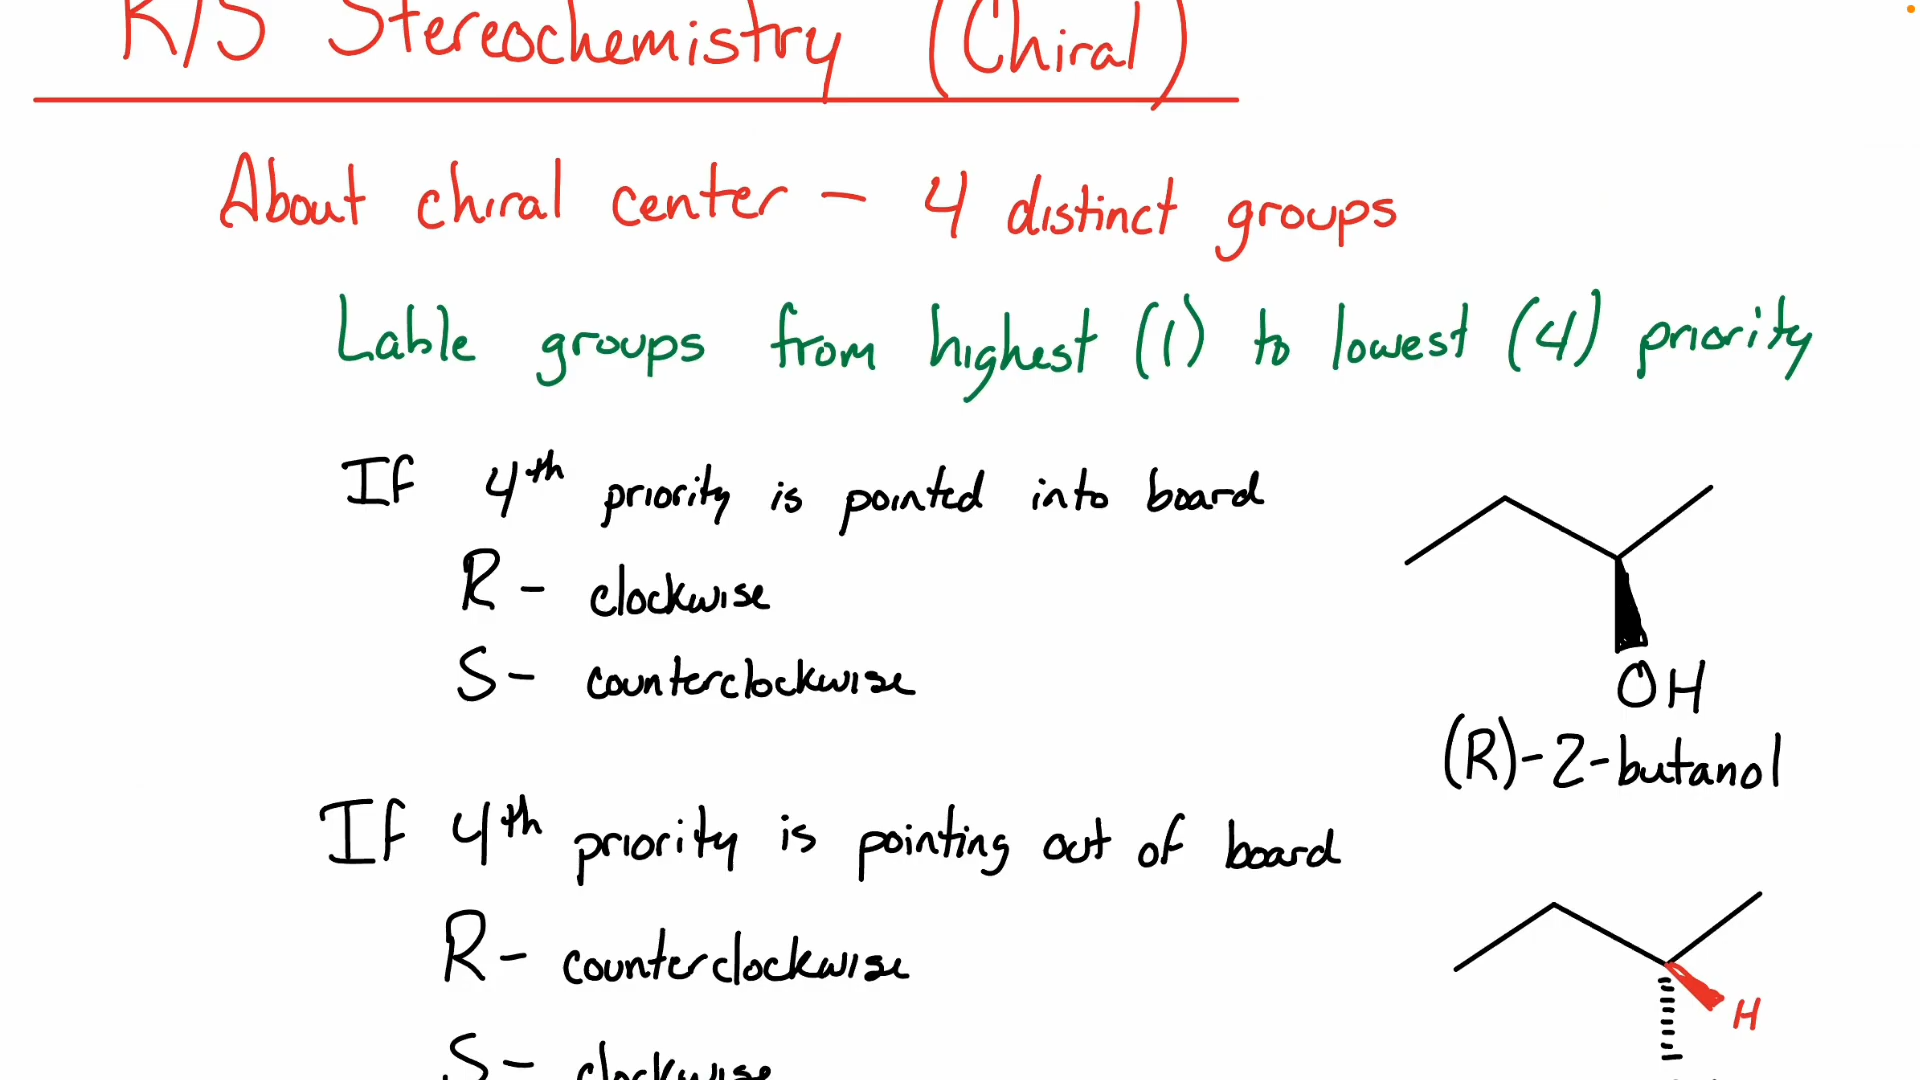 R/S Stereochemistry (Chiral)
About chiral center - 4 distinct groups
Lable groups from highest (1) to lowest (4) priority
If 4th priority is pointed into board
R - clockwise
S - counterclockwise
OH
(R)-2-butanol
If 4th priority is pointing out of board
R - counterclockwise
H
S - clockwise